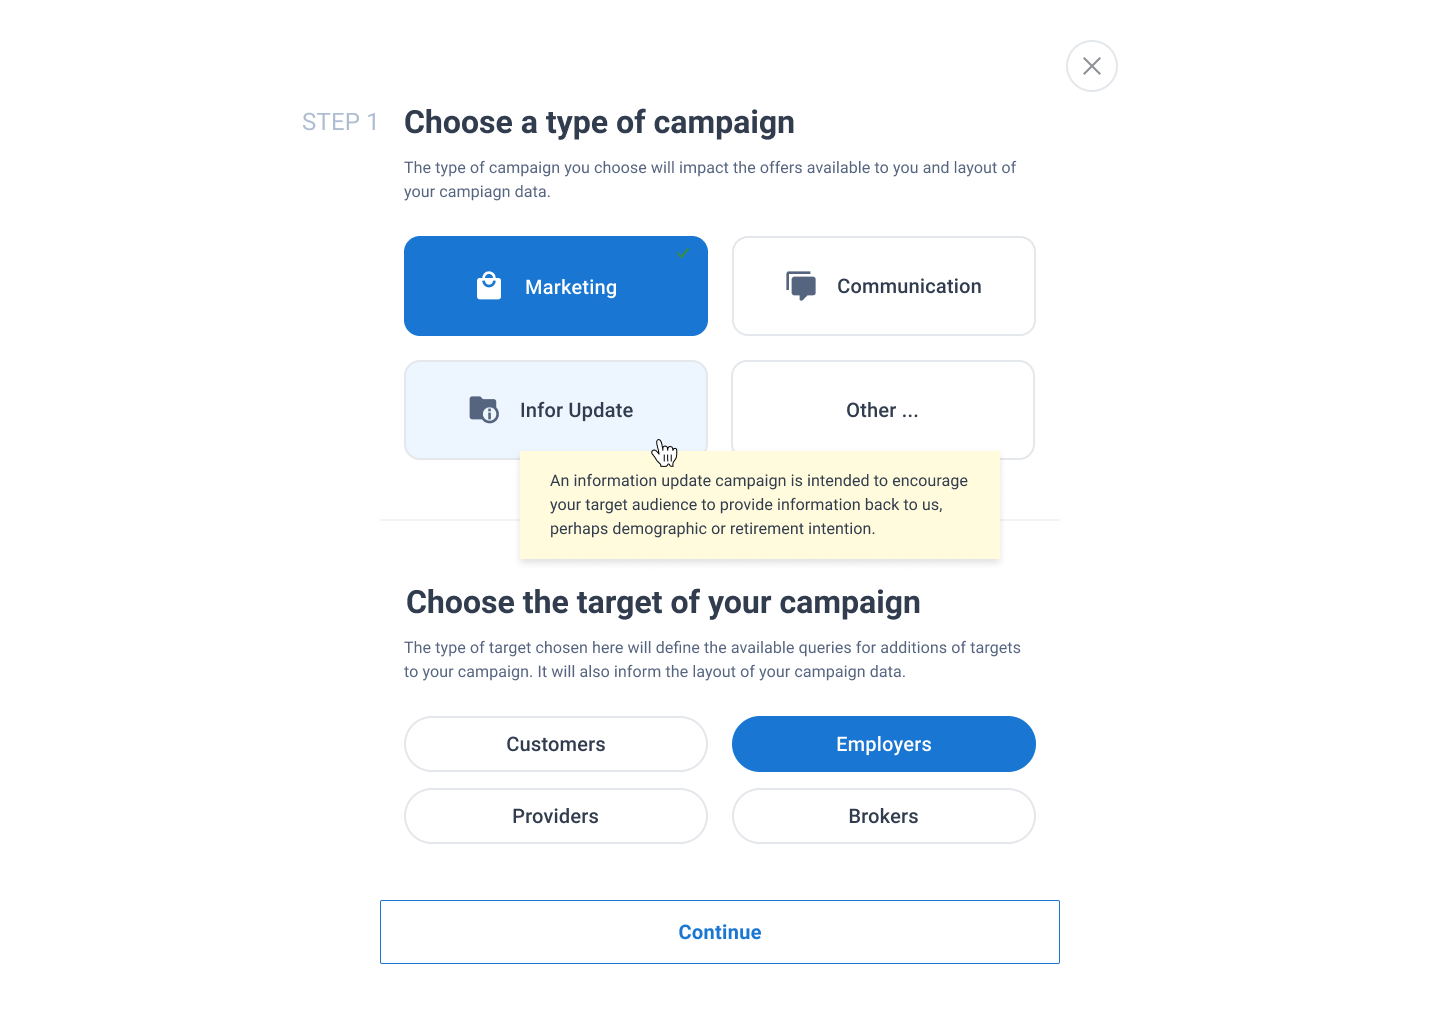 STEP 1
Choose a type of campaign
The type of campaign you choose will impact the offers available to you and layout of
your campiagn data.
Marketing
Communication
Infor Update
Other ...
An information update campaign is intended to encourage
your target audience to provide information back to us,
perhaps demographic or retirement intention.
Choose the target of your campaign
The type of target chosen here will define the available queries for additions of targets
to your campaign. It will also inform the layout of your campaign data.
Customers
Employers
Providers
Brokers
Continue